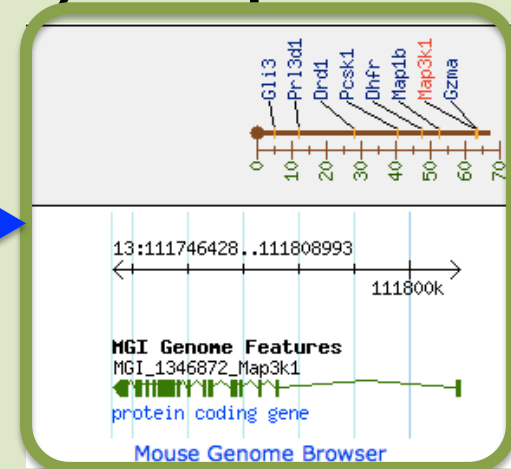 Gli3
Prl3d1
Drd1
Pcsk1
Dhfr
Map1b
Map3k1
Gzma
0 10 20 30 40 50 60 70
13:111746428..111808993
111800k
MGI Genome Features
MGI_1346872_Map3k1
protein coding gene
Mouse Genome Browser